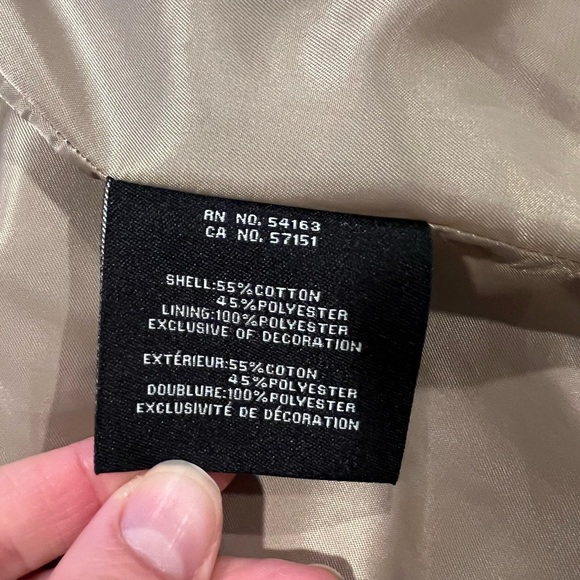 RN NO. 54163
CA NO. 57151
SHELL:55%COTTON
45%POLYESTER
LINING:100%POLYESTER
EXCLUSIVE OF DECORATION
EXTÉRIEUR:55%COTON
45%POLYESTER
DOUBLURE:100%POLYESTER
EXCLUSIVITÉ DE DÉCORATION